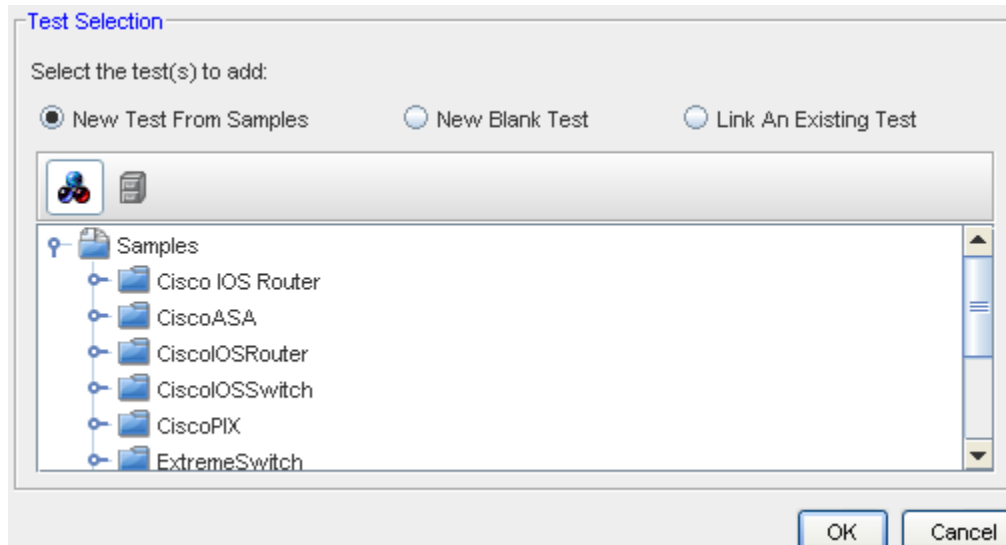 Test Selection
Select the test(s) to add:
New Test From Samples New Blank Test Link An Existing Test
Samples
Cisco IOS Router
CiscoASA
CiscoIOSRouter
CiscoIOSSwitch
CiscoPIX
ExtremeSwitch
OK Cancel